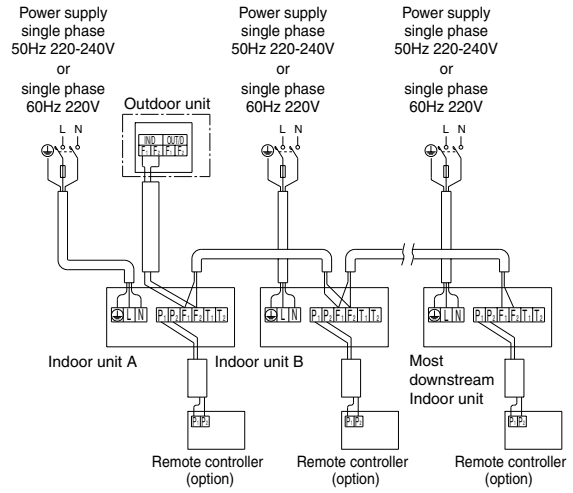 Power supply
single phase
50Hz 220-240V
or
single phase
60Hz 220V
Power supply
single phase
50Hz 220-240V
or
single phase
60Hz 220V
Power supply
single phase
50Hz 220-240V
or
single phase
60Hz 220V
Outdoor unit
L N
L N
L N
IN/D OUT/D
F₁ F₂ F₁ F₂
L N P₁ P₂ F₁ F₂ T₁ T₂
L N P₁ P₂ F₁ F₂ T₁ T₂
L N P₁ P₂ F₁ F₂ T₁ T₂
Indoor unit A
Indoor unit B
Most
downstream
Indoor unit
P₁ P₂
P₁ P₂
P₁ P₂
Remote controller
(option)
Remote controller
(option)
Remote controller
(option)